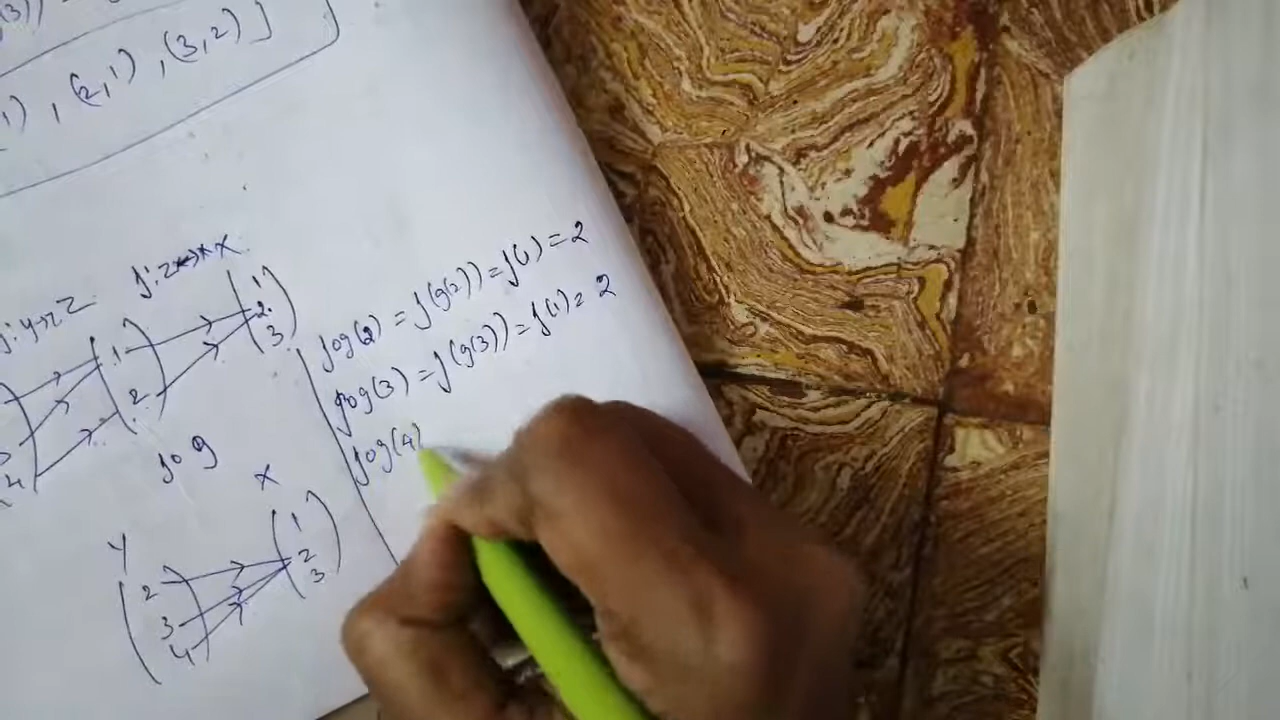 (3))
1), (2,1), (3,2) ]
g: y→z f: z→x
1
2
3
1
2
3
4
fog
fog(2) = f(g(2)) = f(1) = 2
fog(3) = f(g(3)) = f(1) = 2
fog(4)
y x
2
3
4
1
2
3